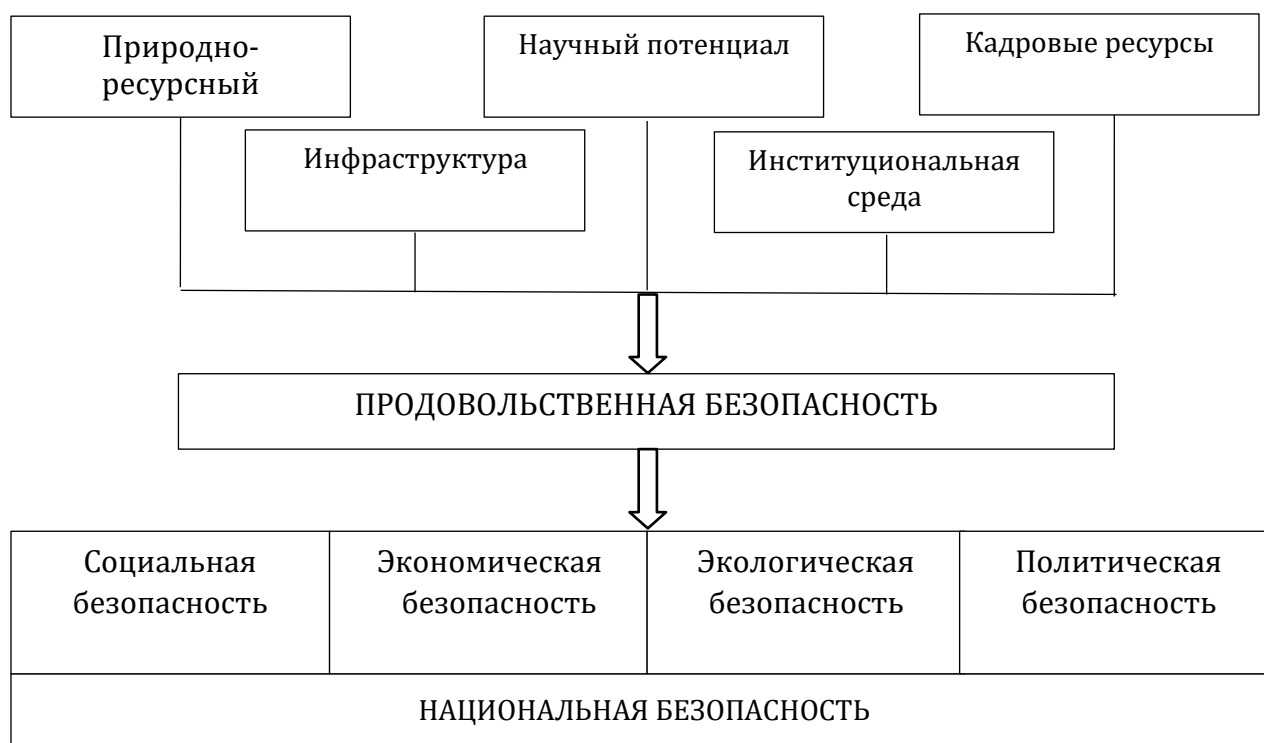 Природно-
ресурсный
Научный потенциал
Кадровые ресурсы
Инфраструктура
Институциональная
среда
ПРОДОВОЛЬСТВЕННАЯ БЕЗОПАСНОСТЬ
Социальная
безопасность
Экономическая
безопасность
Экологическая
безопасность
Политическая
безопасность
НАЦИОНАЛЬНАЯ БЕЗОПАСНОСТЬ